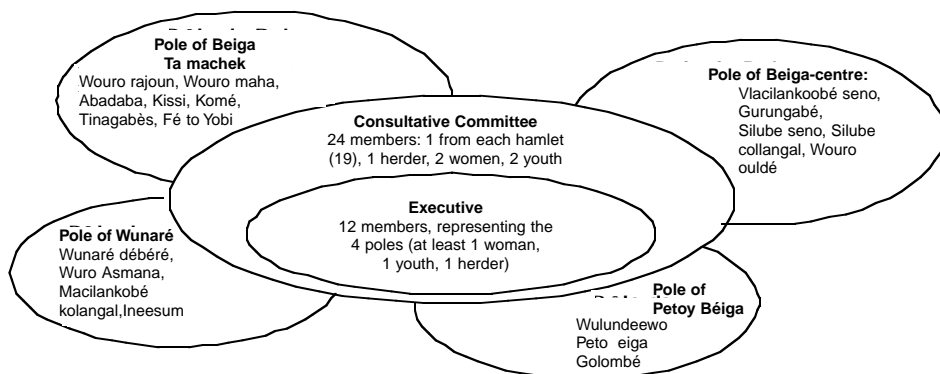 Pole of Beiga
Ta machek
Wouro rajoun, Wouro maha,
Abadaba, Kissi, Komé,
Tinagabès, Fé to Yobi
Pole of Beiga-centre:
Vlacilankoobé seno,
Gurungabé,
Silube seno, Silube
collangal, Wouro
ouldé
Consultative Committee
24 members: 1 from each hamlet
(19), 1 herder, 2 women, 2 youth
Executive
12 members, representing the
4 poles (at least 1 woman,
1 youth, 1 herder)
Pole of Wunaré
Wunaré débéré,
Wuro Asmana,
Macilankobé
kolangal,Ineesum
Pole of
Petoy Béiga
Wulundeewo
Peto eiga
Golombé